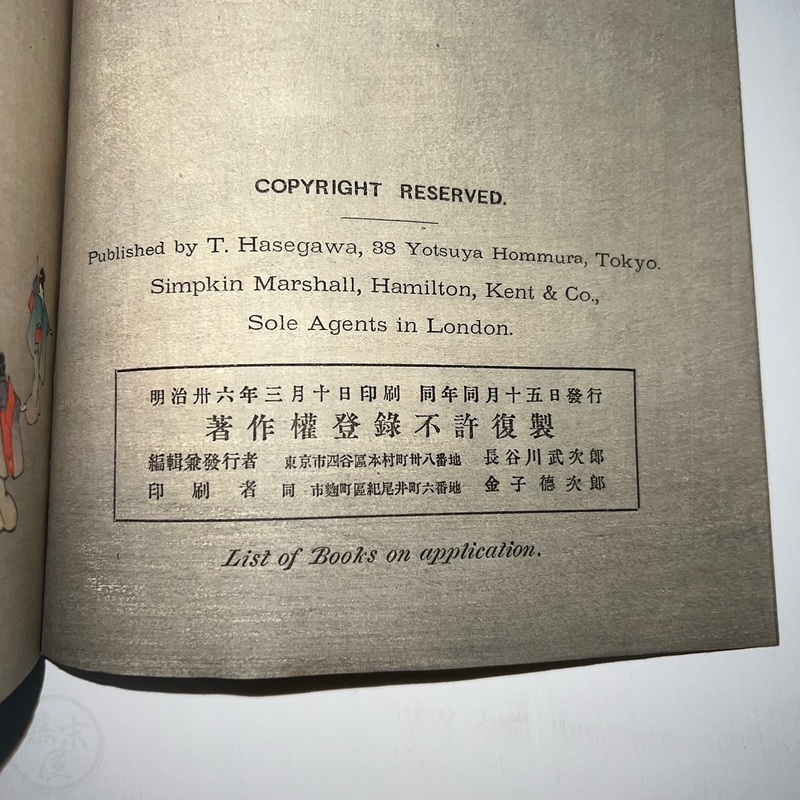 COPYRIGHT RESERVED.
Published by T. Hasegawa, 38 Yotsuya Hommura, Tokyo.
Simpkin Marshall, Hamilton, Kent & Co.,
Sole Agents in London.
明治卅六年三月十日印刷 同年同月十五日發行
著作權登錄不許復製
編輯兼發行者 東京市四谷區本村町卅八番地 長谷川武次郎
印刷者 同 市麴町區紀尾井町六番地 金子德次郎
List of Books on application.
幕末屋